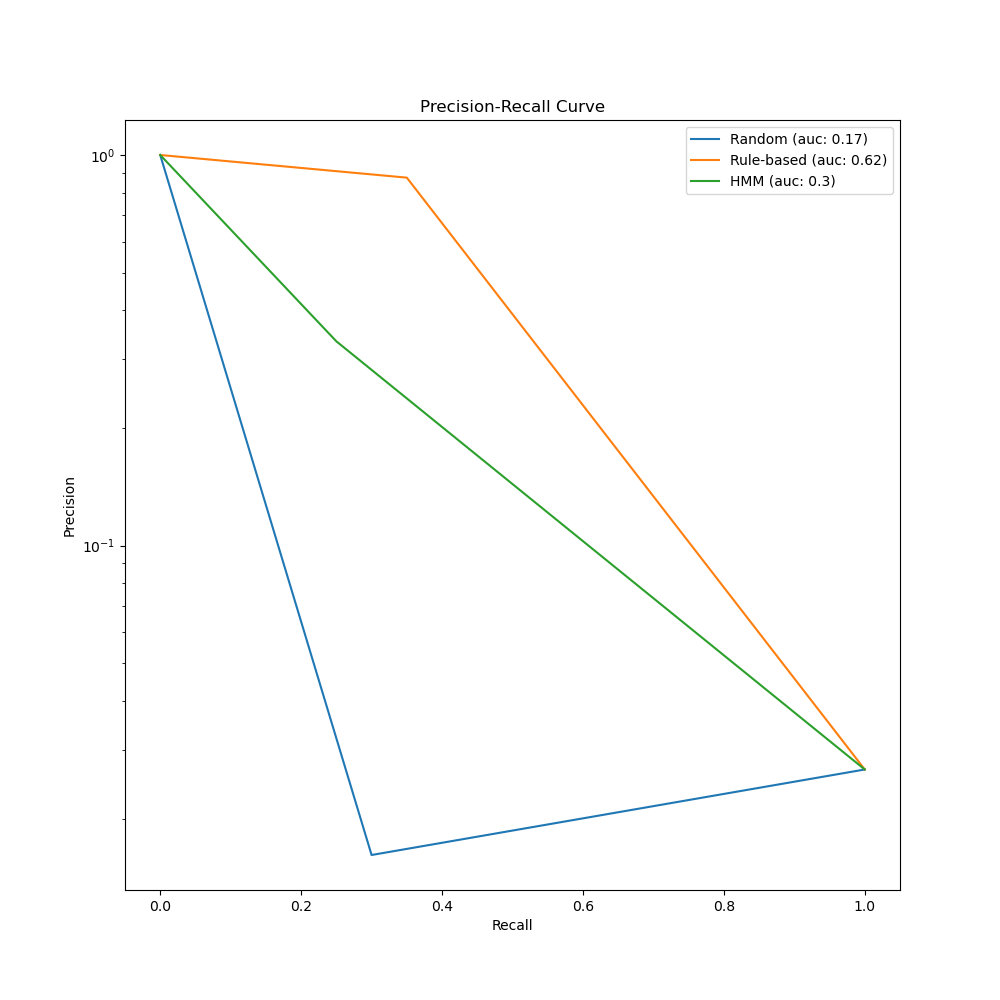 Precision-Recall Curve
Random (auc: 0.17)
Rule-based (auc: 0.62)
HMM (auc: 0.3)
10⁰
10⁻¹
Precision
0.0 0.2 0.4 0.6 0.8 1.0
Recall